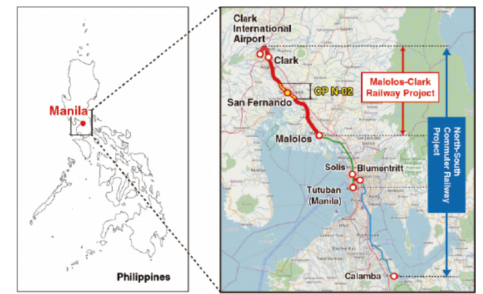 Manila
Philippines
Clark
International
Airport
Clark
CP N-02
San Fernando
Malolos
Solis
Blumentritt
Tutuban
(Manila)
Calamba
Malolos-Clark
Railway Project
North-South
Commuter Railway
Project